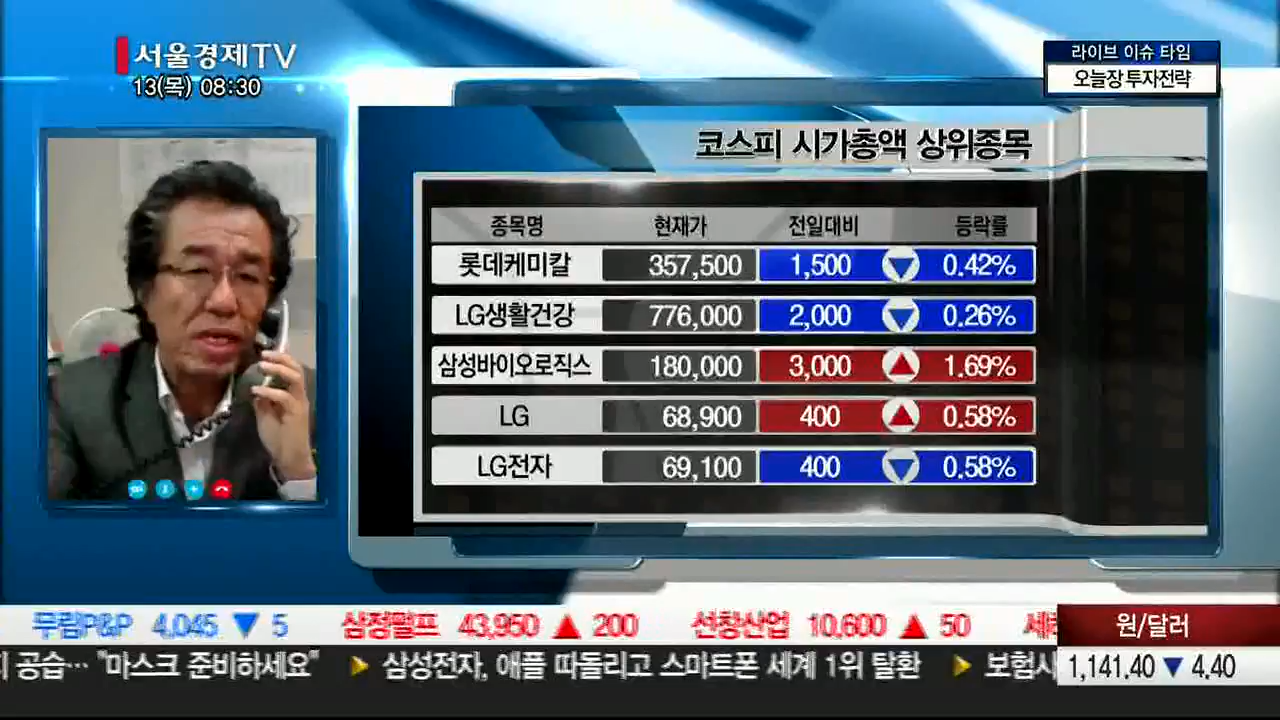 서울경제TV
13(목) 08:30
라이브 이슈 타임
오늘장 투자전략
코스피 시가총액 상위종목
종목명 현재가 전일대비 등락률
롯데케미칼 357,500 1,500 ▼ 0.42%
LG생활건강 776,000 2,000 ▼ 0.26%
삼성바이오로직스 180,000 3,000 ▲ 1.69%
LG 68,900 400 ▲ 0.58%
LG전자 69,100 400 ▼ 0.58%
무림P&P 4,045 ▼ 5 삼정펄프 43,950 ▲ 200 선창산업 10,600 ▲ 50
원/달러
공습… "마스크 준비하세요" ▶ 삼성전자, 애플 따돌리고 스마트폰 세계 1위 탈환 ▶ 보험사
1,141.40 ▼ 4.40